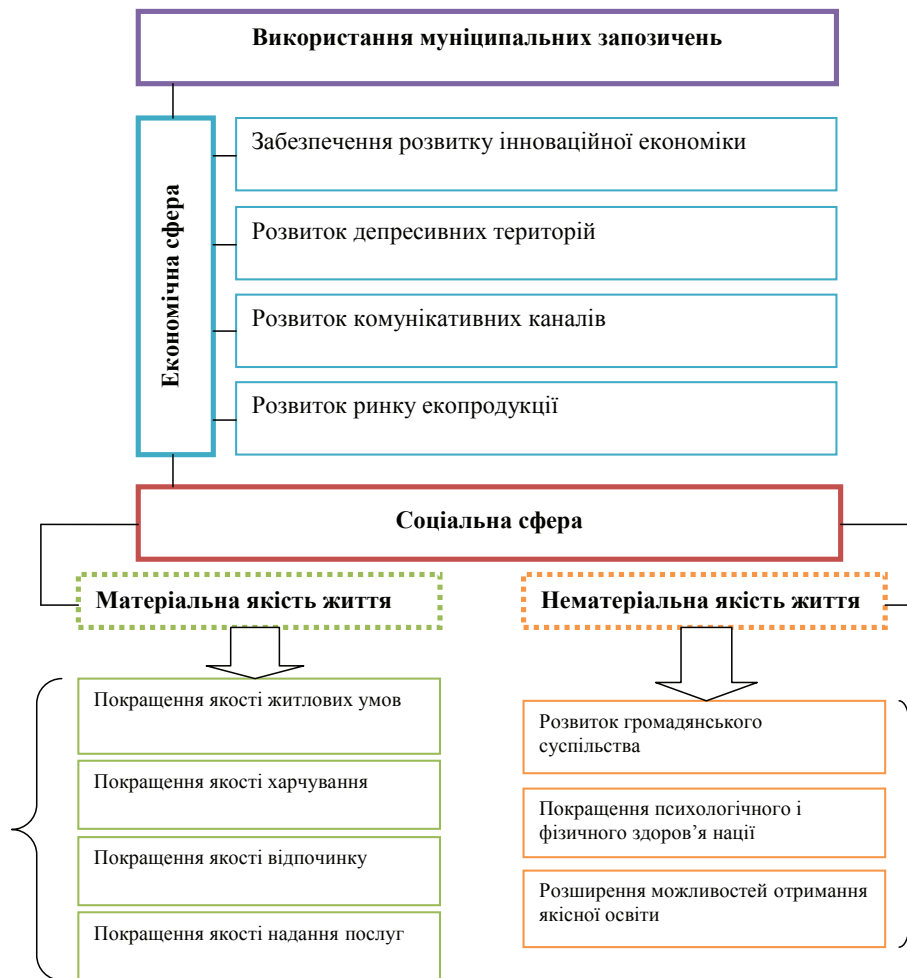 Використання муніципальних запозичень
Економічна сфера
Забезпечення розвитку інноваційної економіки
Розвиток депресивних територій
Розвиток комунікативних каналів
Розвиток ринку екопродукції
Соціальна сфера
Матеріальна якість життя
Покращення якості житлових умов
Покращення якості харчування
Покращення якості відпочинку
Покращення якості надання послуг
Нематеріальна якість життя
Розвиток громадянського
суспільства
Покращення психологічного і
фізичного здоров’я нації
Розширення можливостей отримання
якісної освіти